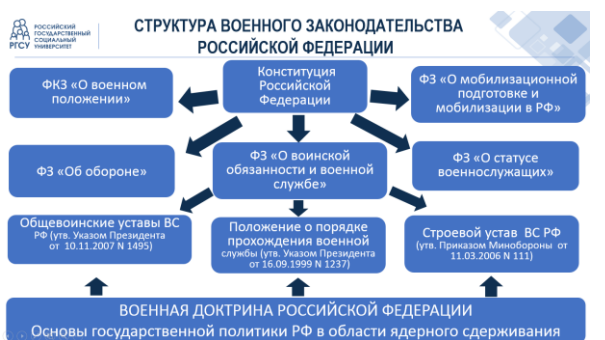 РОССИЙСКИЙ
ГОСУДАРСТВЕННЫЙ
СОЦИАЛЬНЫЙ
УНИВЕРСИТЕТ
РГСУ
СТРУКТУРА ВОЕННОГО ЗАКОНОДАТЕЛЬСТВА
РОССИЙСКОЙ ФЕДЕРАЦИИ
ФКЗ «О военном
положении»
Конституция
Российской
Федерации
ФЗ «О мобилизационной
подготовке и
мобилизации в РФ»
ФЗ «Об обороне»
ФЗ «О воинской
обязанности и военной
службе»
ФЗ «О статусе
военнослужащих»
Общевоинские уставы ВС
РФ (утв. Указом Президента
от 10.11.2007 N 1495)
Положение о порядке
прохождения военной
службы (утв. Указом Президента
от 16.09.1999 N 1237)
Строевой устав ВС РФ
(утв. Приказом Минобороны от
11.03.2006 N 111)
ВОЕННАЯ ДОКТРИНА РОССИЙСКОЙ ФЕДЕРАЦИИ
Основы государственной политики РФ в области ядерного сдерживания